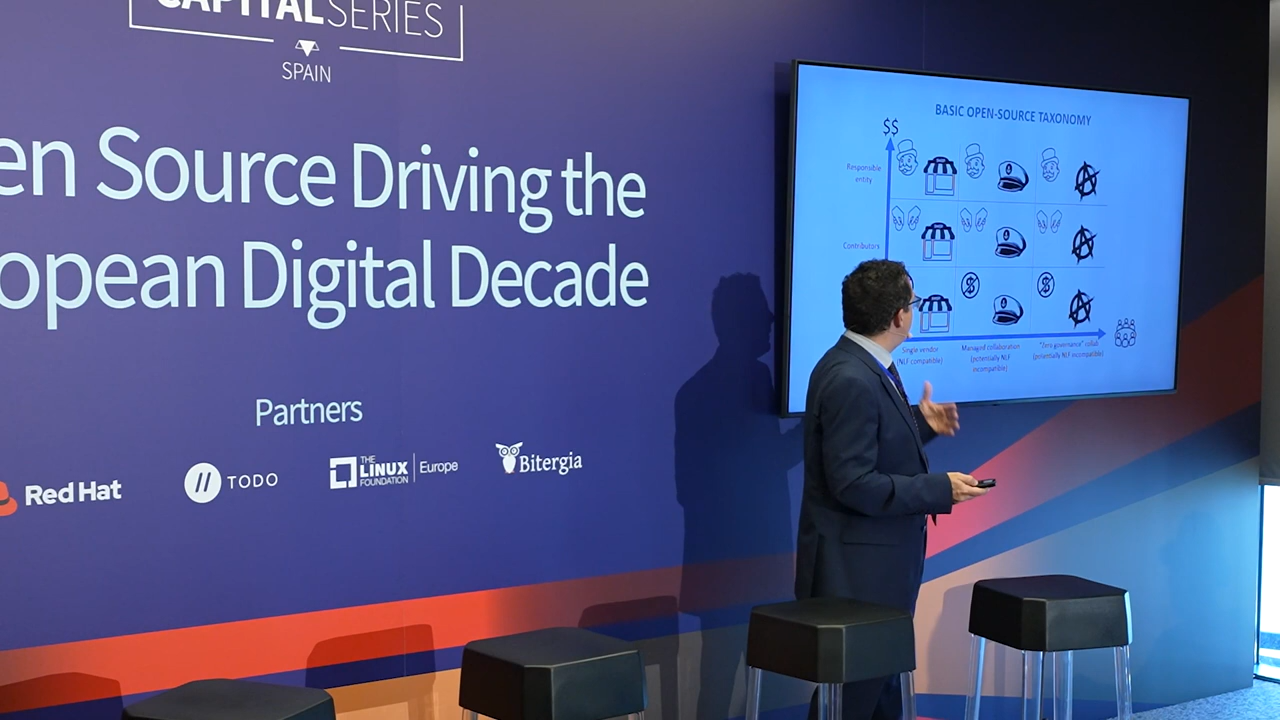 CAPITALSERIES
SPAIN
en Source Driving the
opean Digital Decade
Partners
Red Hat
TODO
THE
LINUX
FOUNDATION
Europe
Bitergia
BASIC OPEN-SOURCE TAXONOMY
$$
Responsible
entity
Contributors
Single vendor
(NLF compatible)
Managed collaboration
(potentially NLF
incompatible)
"Zero governance" collab
(potentially NLF incompatible)